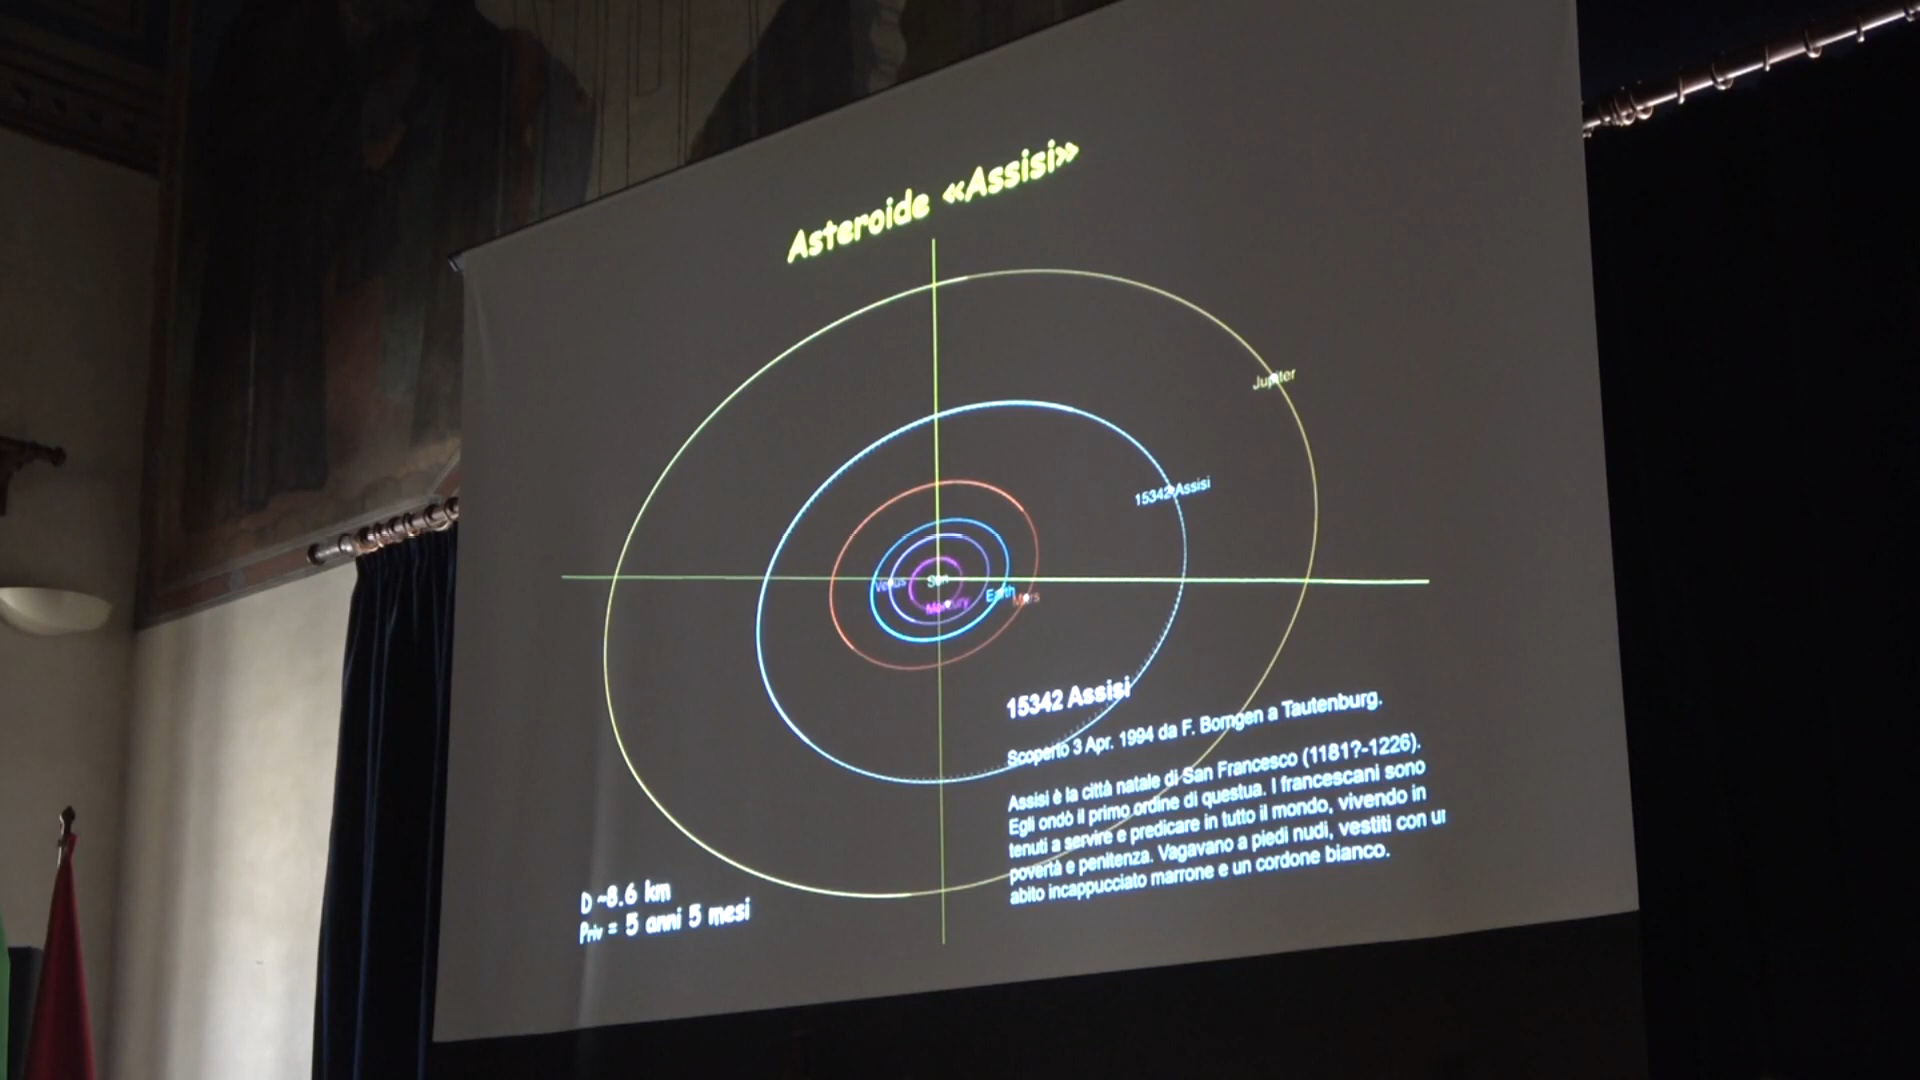 Asteroide «Assisi»
Jupiter
15342 Assisi
Venus
Sun
Mercury
Earth
Mars
15342 Assisi
Scoperto 3 Apr. 1994 da F. Borngen a Tautenburg.
Assisi è la città natale di San Francesco (1181?-1226).
Egli ondò il primo ordine di questua. I francescani sono
tenuti a servire e predicare in tutto il mondo, vivendo in
povertà e penitenza. Vagavano a piedi nudi, vestiti con un
abito incappucciato marrone e un cordone bianco.
D ~8.6 km
Priv = 5 anni 5 mesi